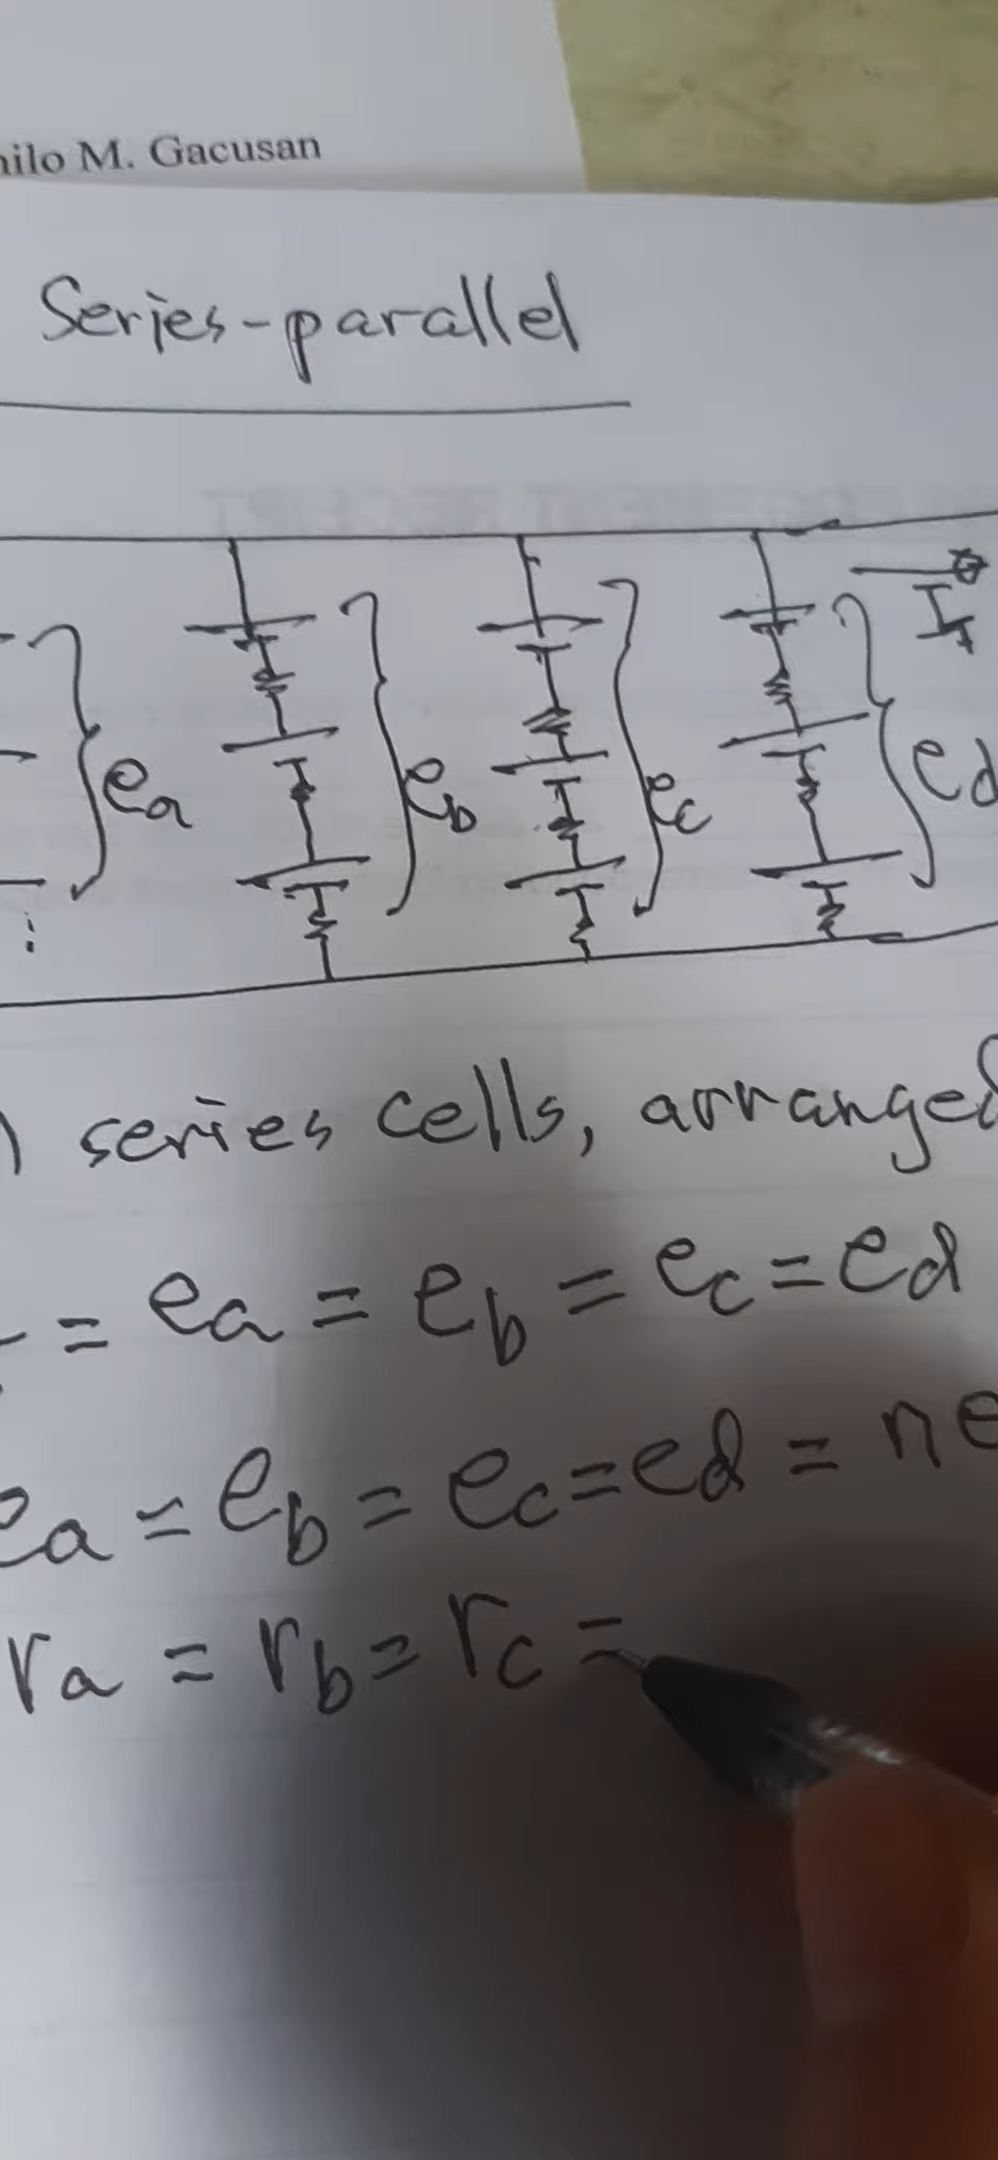 M. Gacusan
Series-parallel
ea eb ec ed
IT
series cells, arranged
= ea = eb = ec = ed
ea = eb = ec = ed = ne
ra = rb = rc =